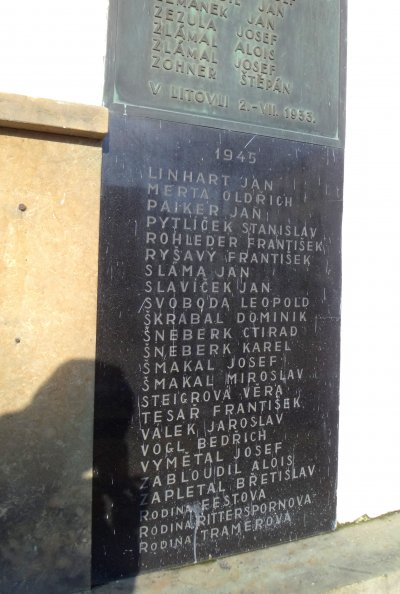 JAN
ZEMÁNEK JAN
ZEZULA JOSEF
ZLÁMAL ALOIS
ZLÁMAL JOSEF
ZOHNER ŠTĚPÁN
V LITOVLI 2.-VII. 1933.
1945
LINHART JAN
MERTA OLDŘICH
PAIKER JAN
PYTLÍČEK STANISLAV
ROHLEDER FRANTIŠEK
RYŠAVÝ FRANTIŠEK
SLÁMA JAN
SLAVÍČEK JAN
SVOBODA LEOPOLD
ŠKRABAL DOMINIK
ŠNEBERK CTIRAD
ŠNEBERK KAREL
ŠMAKAL JOSEF
ŠMAKAL MIROSLAV
STEIGROVÁ VĚRA
TESAŘ FRANTIŠEK
VÁLEK JAROSLAV
VOGL BEDŘICH
VYMĚTAL JOSEF
ZABLOUDIL ALOIS
ZAPLETAL BŘETISLAV
RODINA FEŠTOVA
RODINA RITTERSPORNOVA
RODINA TRAMEROVA